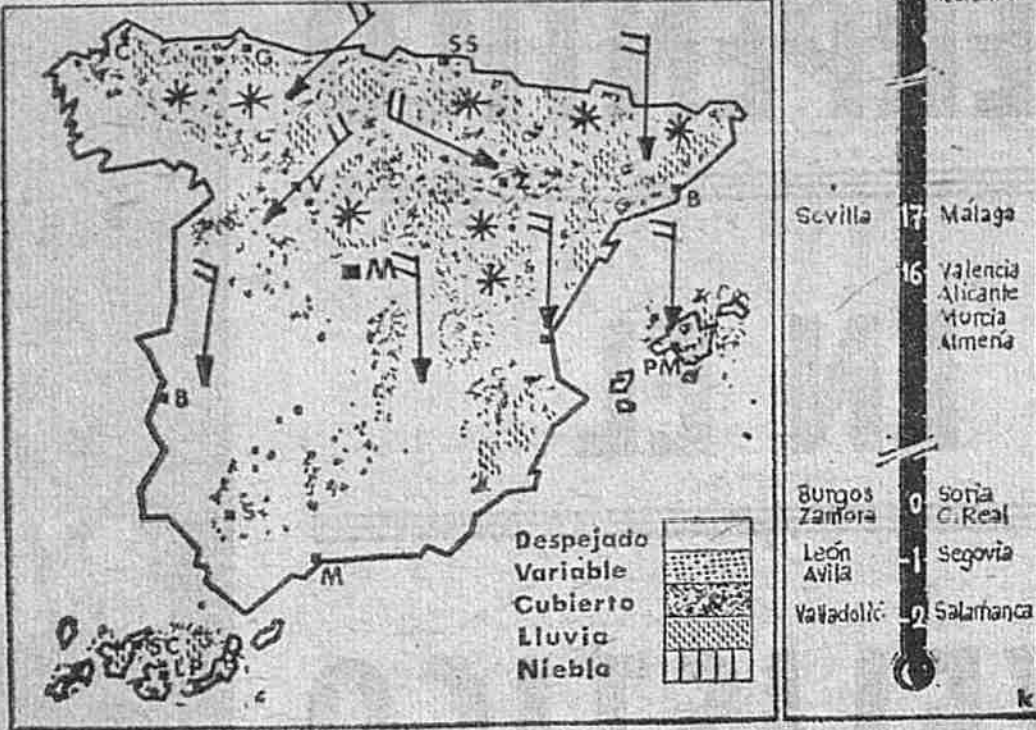 C
G
SS
V
Z
B
M
PM
B
S
M
SC
LP
Despejado
Variable
Cubierto
Lluvia
Niebla
Sevilla 17 Málaga
16 Valencia
Alicante
Murcia
Almería
Burgos 0 Soria
Zamora C. Real
León -1 Segovia
Avila
Valladolic -2 Salamanca
k